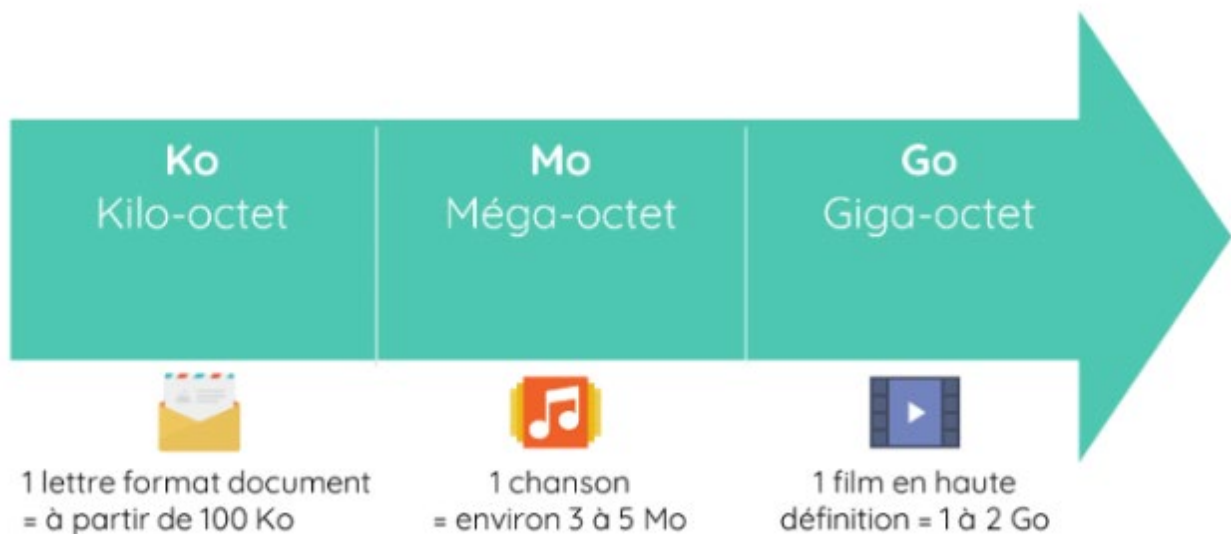 Ko
Kilo-octet
Mo
Méga-octet
Go
Giga-octet
1 lettre format document
= à partir de 100 Ko
1 chanson
= environ 3 à 5 Mo
1 film en haute
définition = 1 à 2 Go